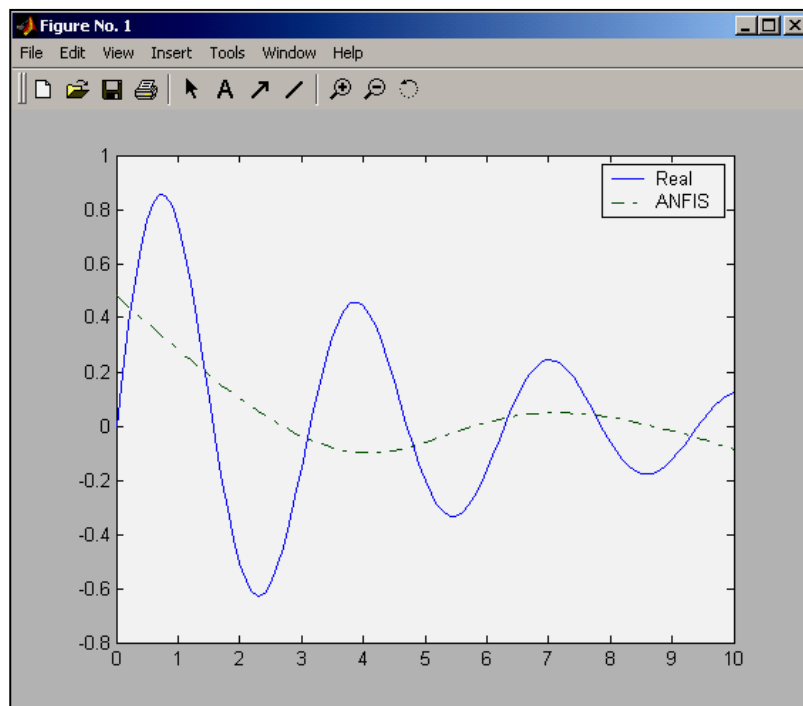 Figure No. 1
File Edit View Insert Tools Window Help
A
Real
ANFIS
1
0.8
0.6
0.4
0.2
0
-0.2
-0.4
-0.6
-0.8
0 1 2 3 4 5 6 7 8 9 10